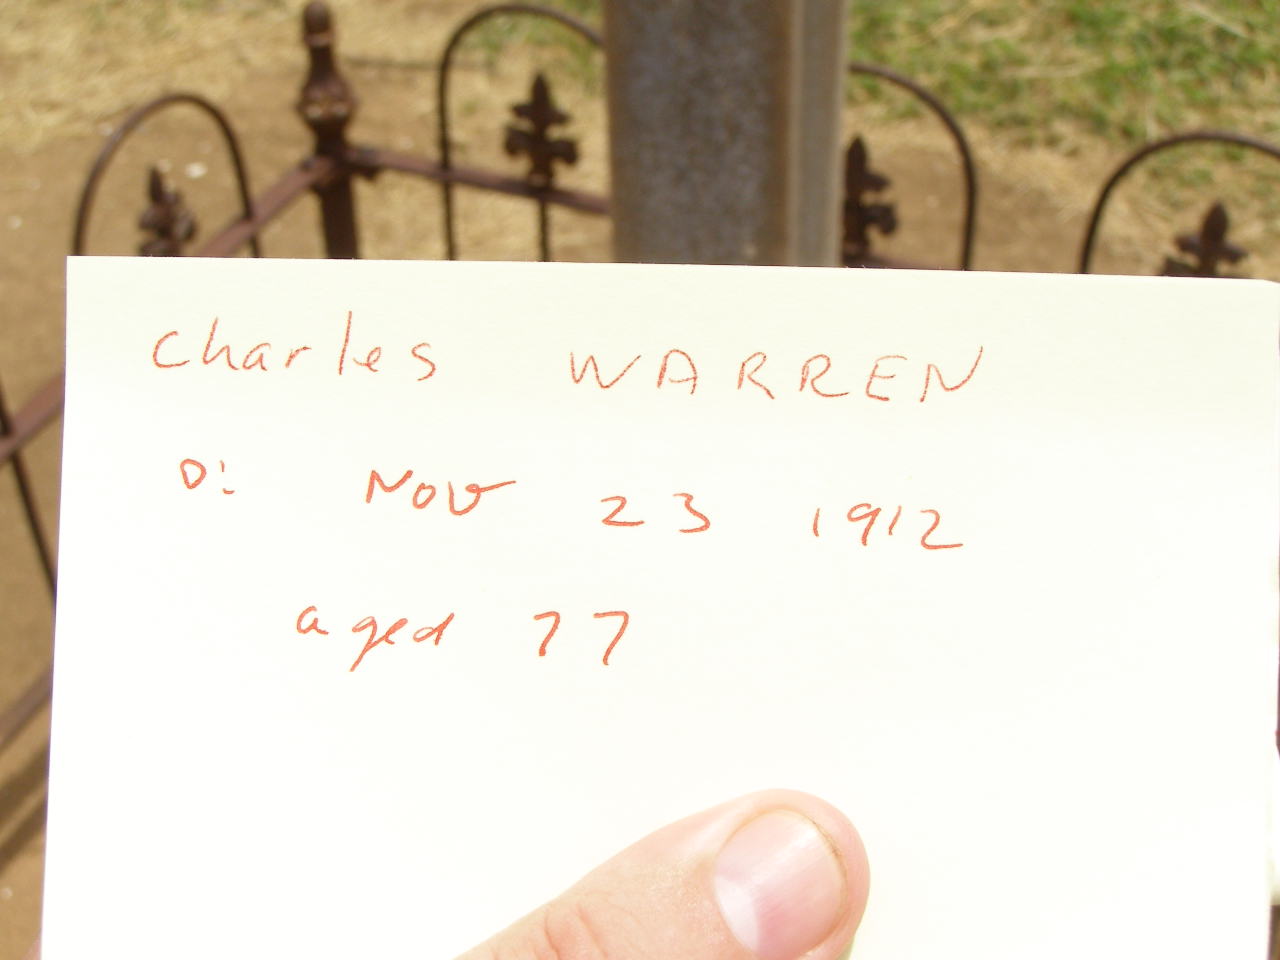 Charles WARREN
D: Nov 23 1912
aged 77